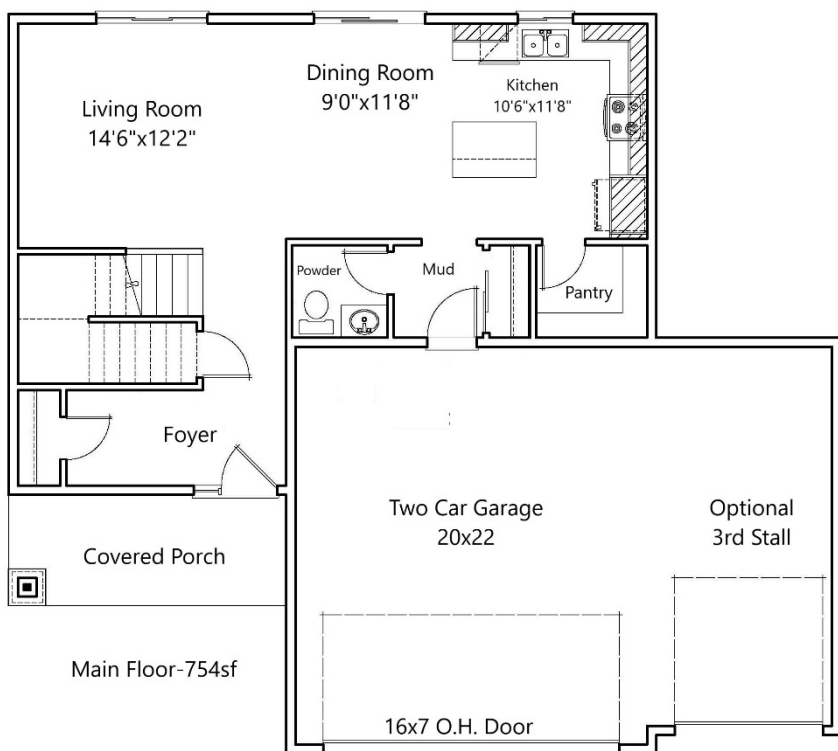 Living Room
14'6"x12'2"
Dining Room
9'0"x11'8"
Kitchen
10'6"x11'8"
Powder
Mud
Pantry
Foyer
Two Car Garage
20x22
Optional
3rd Stall
Covered Porch
Main Floor-754sf
16x7 O.H. Door